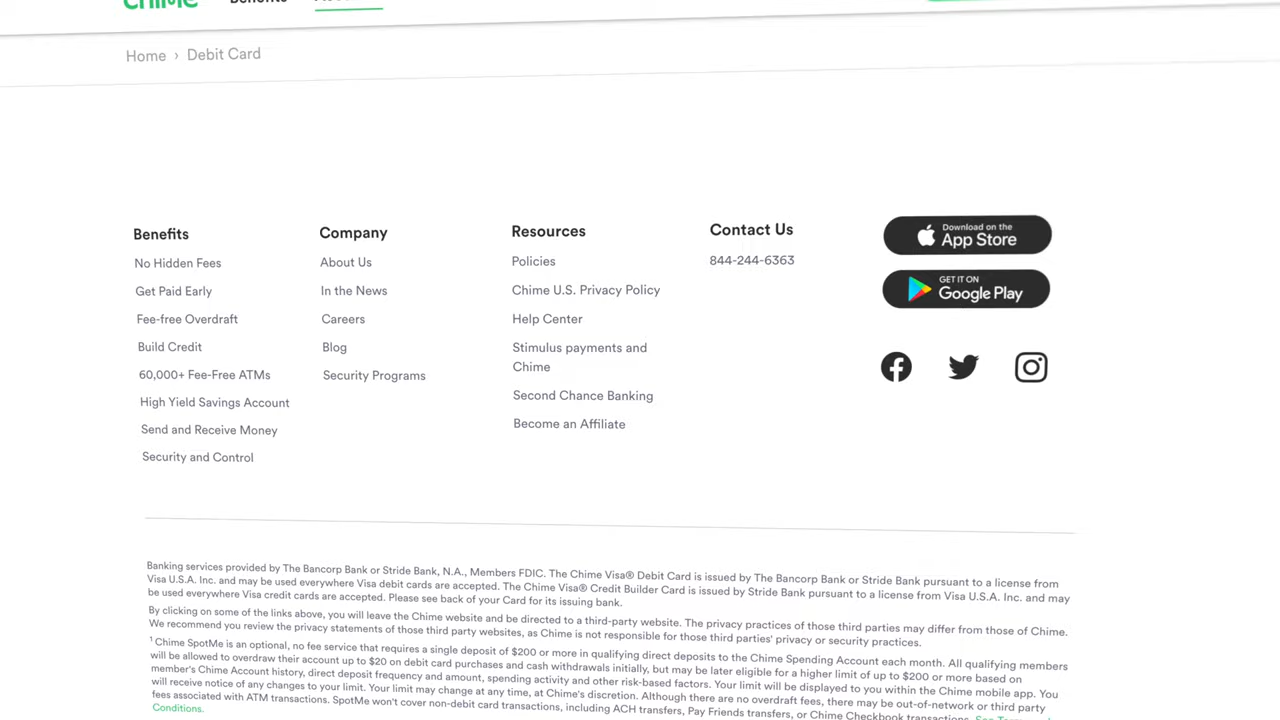 Chime Benefits
Home › Debit Card
Benefits
No Hidden Fees
Get Paid Early
Fee-free Overdraft
Build Credit
60,000+ Fee-Free ATMs
High Yield Savings Account
Send and Receive Money
Security and Control
Company
About Us
In the News
Careers
Blog
Security Programs
Resources
Policies
Chime U.S. Privacy Policy
Help Center
Stimulus payments and
Chime
Second Chance Banking
Become an Affiliate
Contact Us
844-244-6363
Download on the
App Store
GET IT ON
Google Play
Banking services provided by The Bancorp Bank or Stride Bank, N.A., Members FDIC. The Chime Visa® Debit Card is issued by The Bancorp Bank or Stride Bank pursuant to a license from
Visa U.S.A. Inc. and may be used everywhere Visa debit cards are accepted. The Chime Visa® Credit Builder Card is issued by Stride Bank pursuant to a license from Visa U.S.A. Inc. and may
be used everywhere Visa credit cards are accepted. Please see back of your Card for its issuing bank.
By clicking on some of the links above, you will leave the Chime website and be directed to a third-party website. The privacy practices of those third parties may differ from those of Chime.
We recommend you review the privacy statements of those third party websites, as Chime is not responsible for those third parties' privacy or security practices.
¹ Chime SpotMe is an optional, no fee service that requires a single deposit of $200 or more in qualifying direct deposits to the Chime Spending Account each month. All qualifying members
will be allowed to overdraw their account up to $20 on debit card purchases and cash withdrawals initially, but may be later eligible for a higher limit of up to $200 or more based on
member's Chime Account history, direct deposit frequency and amount, spending activity and other risk-based factors. Your limit will be displayed to you within the Chime mobile app. You
will receive notice of any changes to your limit. Your limit may change at any time, at Chime's discretion. Although there are no overdraft fees, there may be out-of-network or third party
fees associated with ATM transactions. SpotMe won't cover non-debit card transactions, including ACH transfers, Pay Friends transfers, or Chime Checkbook transactions. See Terms and
Conditions.